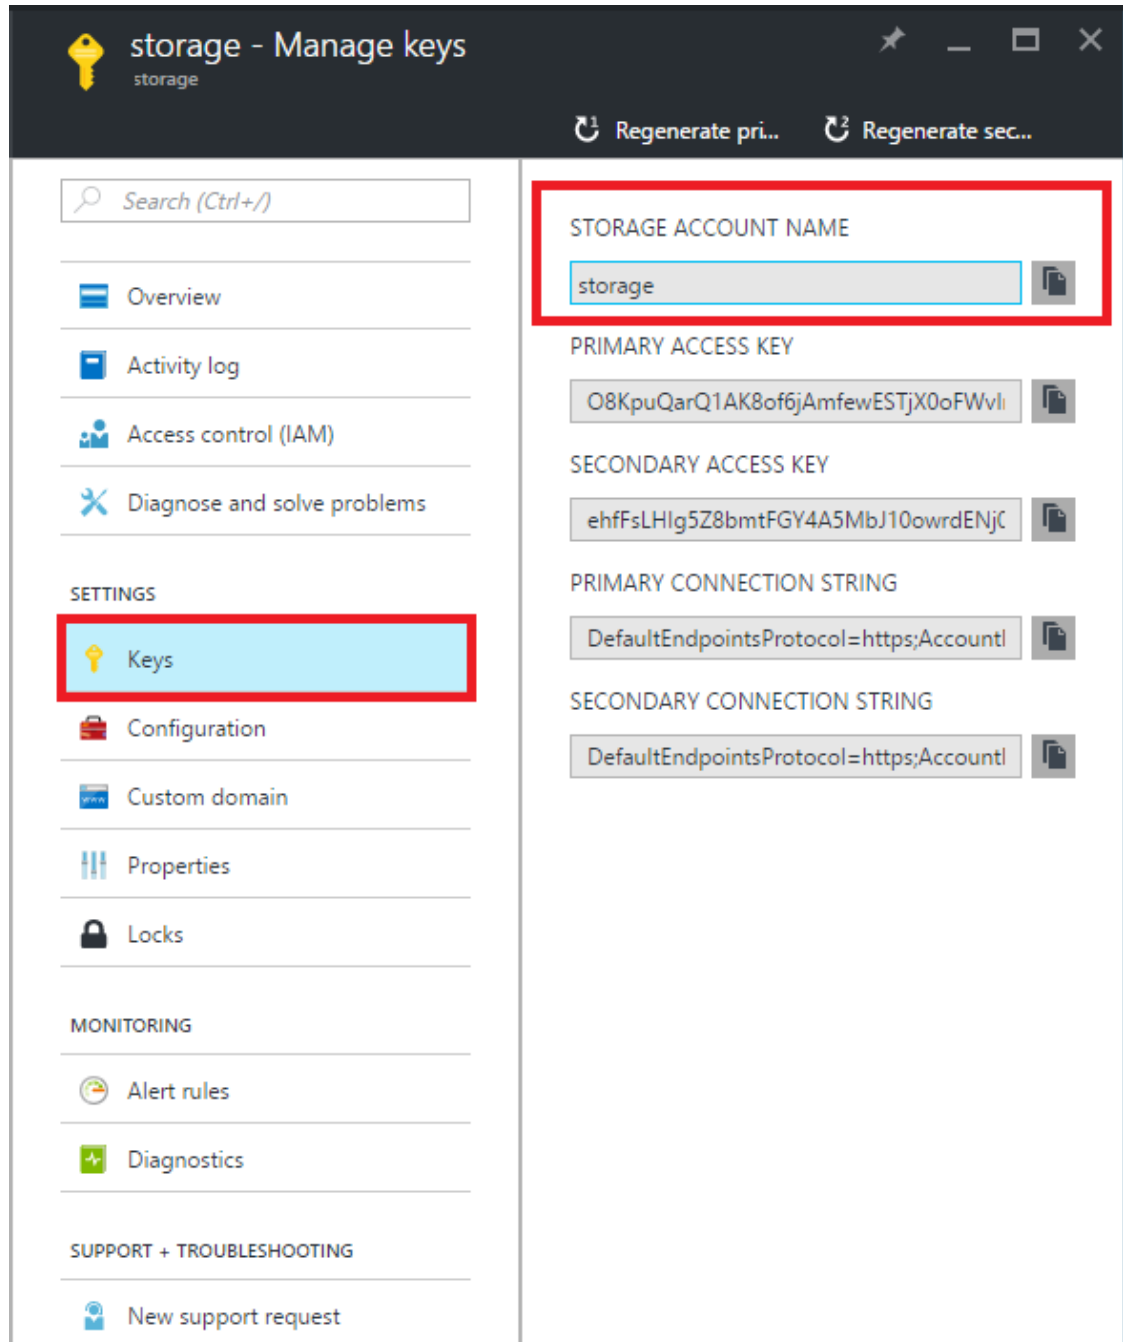 storage - Manage keys
storage
Regenerate pri... Regenerate sec...
Search (Ctrl+/)
Overview
Activity log
Access control (IAM)
Diagnose and solve problems
SETTINGS
Keys
Configuration
Custom domain
Properties
Locks
MONITORING
Alert rules
Diagnostics
SUPPORT + TROUBLESHOOTING
New support request
STORAGE ACCOUNT NAME
storage
PRIMARY ACCESS KEY
O8KpuQarQ1AK8of6jAmfewESTjX0oFWvI
SECONDARY ACCESS KEY
ehfFsLHIg5Z8bmtFGY4A5MbJ10owrdENj
PRIMARY CONNECTION STRING
DefaultEndpointsProtocol=https;Account
SECONDARY CONNECTION STRING
DefaultEndpointsProtocol=https;Account